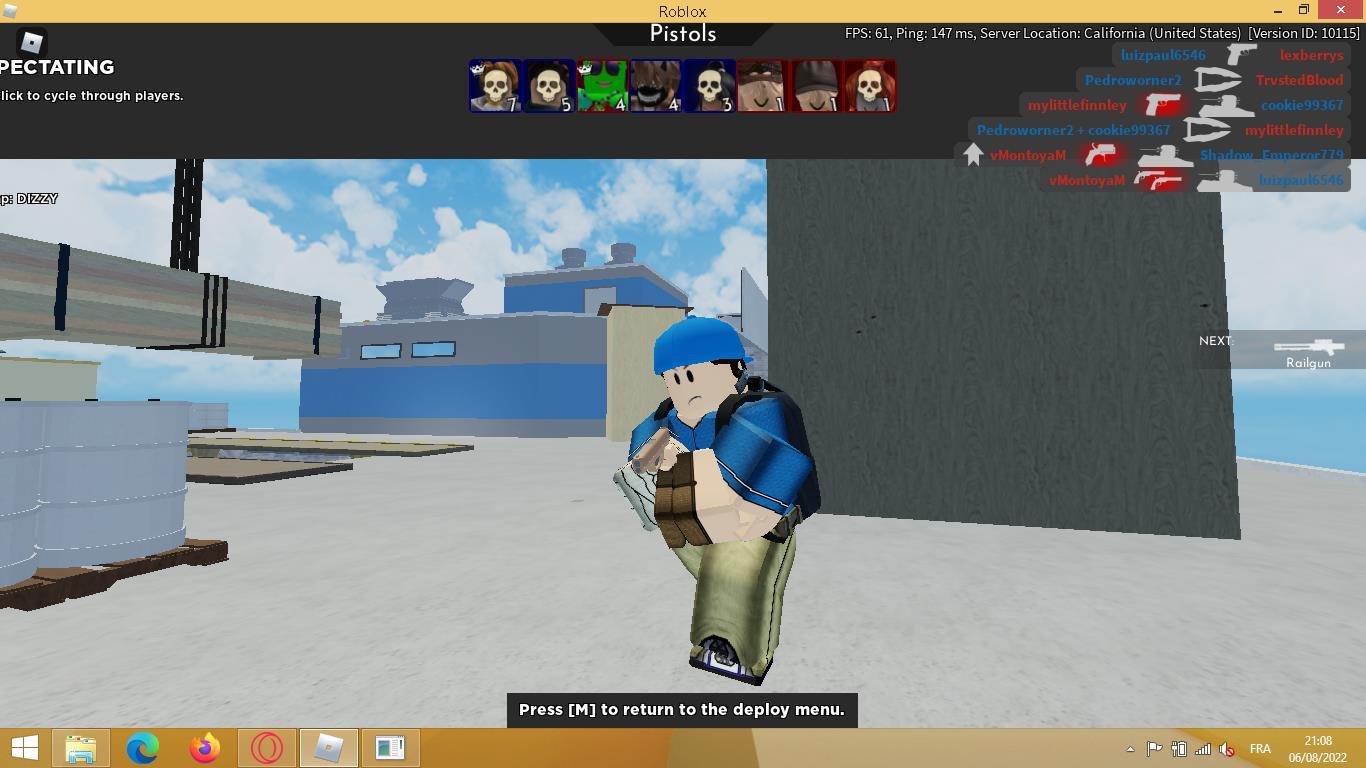 Roblox
Pistols
FPS: 61, Ping: 147 ms, Server Location: California (United States) [Version ID: 10115]
PECTATING
lick to cycle through players.
7 5 4 4 3 1 1 1
luizpaul6546 lexberrys
Pedroworner2 TrvstedBlood
mylittlefinnley cookie99367
Pedroworner2 + cookie99367 mylittlefinnley
vMontoyaM Shadow_Emperor779
vMontoyaM luizpaul6546
p: DIZZY
NEXT:
Railgun
Press [M] to return to the deploy menu.
FRA
21:08
06/08/2022